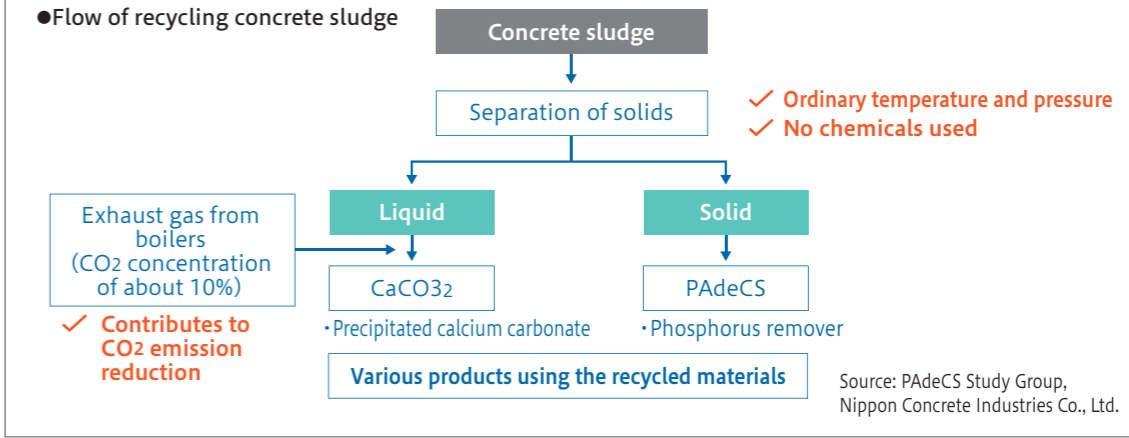 ●Flow of recycling concrete sludge
Concrete sludge
Separation of solids
✓ Ordinary temperature and pressure
✓ No chemicals used
Liquid
Solid
Exhaust gas from
boilers
(CO2 concentration
of about 10%)
CaCO32
PAdeCS
✓ Contributes to
CO2 emission
reduction
・Precipitated calcium carbonate
・Phosphorus remover
Various products using the recycled materials
Source: PAdeCS Study Group,
Nippon Concrete Industries Co., Ltd.